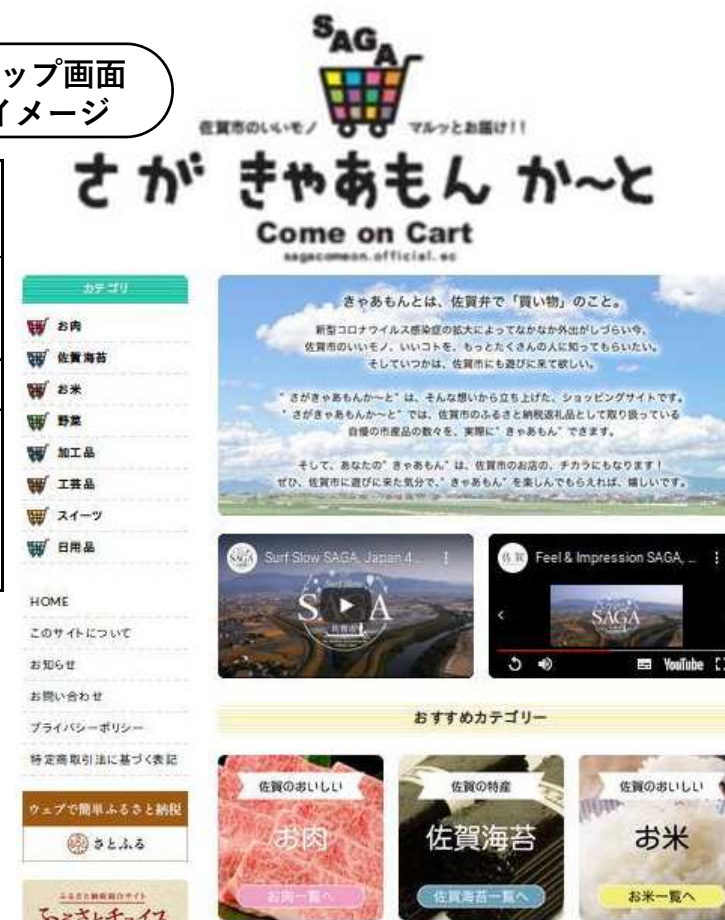 ップ画面
イメージ
SAGA
佐賀市のいいモノ マルッとお届け!!
さが きゃあもん か〜と
Come on Cart
sagacomeon.official.ec
カテゴリ
お肉
佐賀海苔
お米
野菜
加工品
工芸品
スイーツ
日用品
HOME
このサイトについて
お知らせ
お問い合わせ
プライバシーポリシー
特定商取引法に基づく表記
ウェブで簡単ふるさと納税
さとふる
ふるさと納税総合サイト
ふるさとチョイス
きゃあもんとは、佐賀弁で「買い物」のこと。
新型コロナウイルス感染症の拡大によってなかなか外出がしづらい今、
佐賀市のいいモノ、いいコトを、もっとたくさんの人に知ってもらいたい。
そしていつかは、佐賀市にも遊びに来て欲しい。
"さがきゃあもんか〜と"は、そんな想いから立ち上げた、ショッピングサイトです。
"さがきゃあもんか〜と"では、佐賀市のふるさと納税返礼品として取り扱っている
自慢の市産品の数々を、実際に"きゃあもん"できます。
そして、あなたの"きゃあもん"は、佐賀市のお店の、チカラにもなります!
ぜひ、佐賀市に遊びに来た気分で、"きゃあもん"を楽しんでもらえれば、嬉しいです。
Surf Slow SAGA, Japan 4...
SAGA
佐賀市
Feel & Impression SAGA, ...
SAGA
YouTube
おすすめカテゴリー
佐賀のおいしい
お肉
お肉一覧へ
佐賀の特産
佐賀海苔
佐賀海苔一覧へ
佐賀のおいしい
お米
お米一覧へ